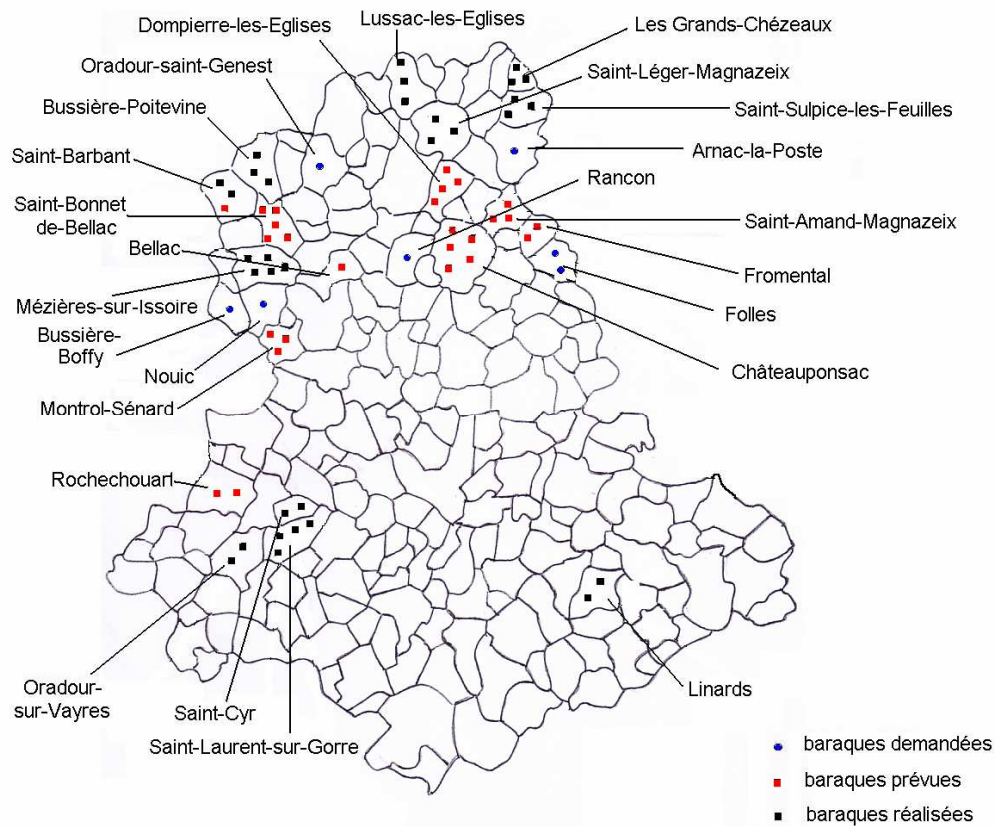 Lussac-les-Eglises
Dompierre-les-Eglises
Les Grands-Chézeaux
Oradour-saint-Genest
Saint-Léger-Magnazeix
Bussière-Poitevine
Saint-Sulpice-les-Feuilles
Saint-Barbant
Arnac-la-Poste
Rancon
Saint-Bonnet
de-Bellac
Saint-Amand-Magnazeix
Bellac
Fromental
Mézières-sur-Issoire
Folles
Bussière-
Boffy
Nouic
Châteauponsac
Montrol-Sénard
Rochechouart
Oradour-
sur-Vayres
Saint-Cyr
Linards
Saint-Laurent-sur-Gorre
baraques demandées
baraques prévues
baraques réalisées